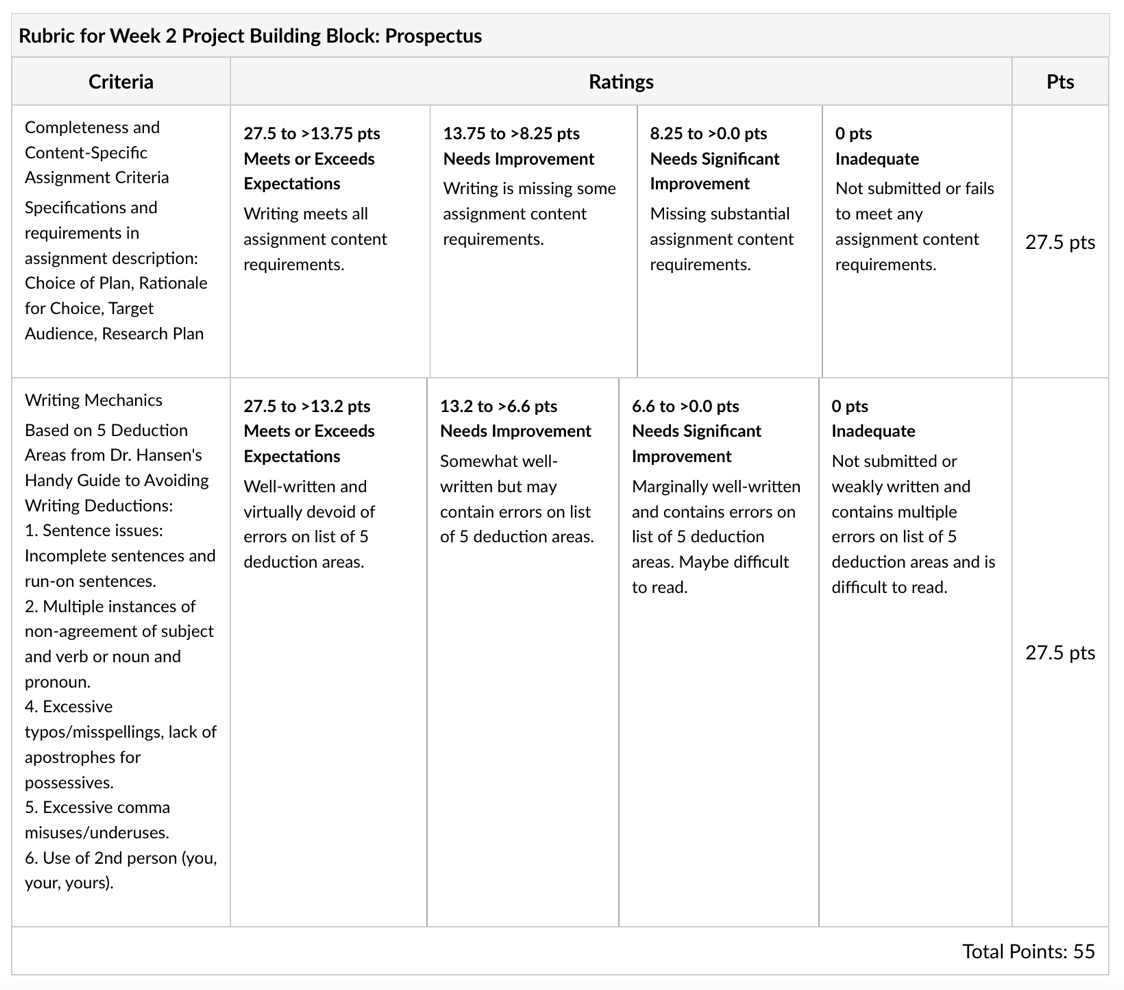 Rubric for Week 2 Project Building Block: Prospectus
Criteria
Ratings
Pts
Completeness and
Content-Specific
Assignment Criteria
Specifications and
requirements in
assignment description:
Choice of Plan, Rationale
for Choice, Target
Audience, Research Plan
27.5 to >13.75 pts
Meets or Exceeds
Expectations
Writing meets all
assignment content
requirements.
13.75 to >8.25 pts
Needs Improvement
Writing is missing some
assignment content
requirements.
8.25 to >0.0 pts
Needs Significant
Improvement
Missing substantial
assignment content
requirements.
0 pts
Inadequate
Not submitted or fails
to meet any
assignment content
requirements.
27.5 pts
Writing Mechanics
Based on 5 Deduction
Areas from Dr. Hansen's
Handy Guide to Avoiding
Writing Deductions:
1. Sentence issues:
Incomplete sentences and
run-on sentences.
2. Multiple instances of
non-agreement of subject
and verb or noun and
pronoun.
4. Excessive
typos/misspellings, lack of
apostrophes for
possessives.
5. Excessive comma
misuses/underuses.
6. Use of 2nd person (you,
your, yours).
27.5 to >13.2 pts
Meets or Exceeds
Expectations
Well-written and
virtually devoid of
errors on list of 5
deduction areas.
13.2 to >6.6 pts
Needs Improvement
Somewhat well-
written but may
contain errors on list
of 5 deduction areas.
6.6 to >0.0 pts
Needs Significant
Improvement
Marginally well-written
and contains errors on
list of 5 deduction
areas. Maybe difficult
to read.
0 pts
Inadequate
Not submitted or
weakly written and
contains multiple
errors on list of 5
deduction areas and is
difficult to read.
27.5 pts
Total Points: 55